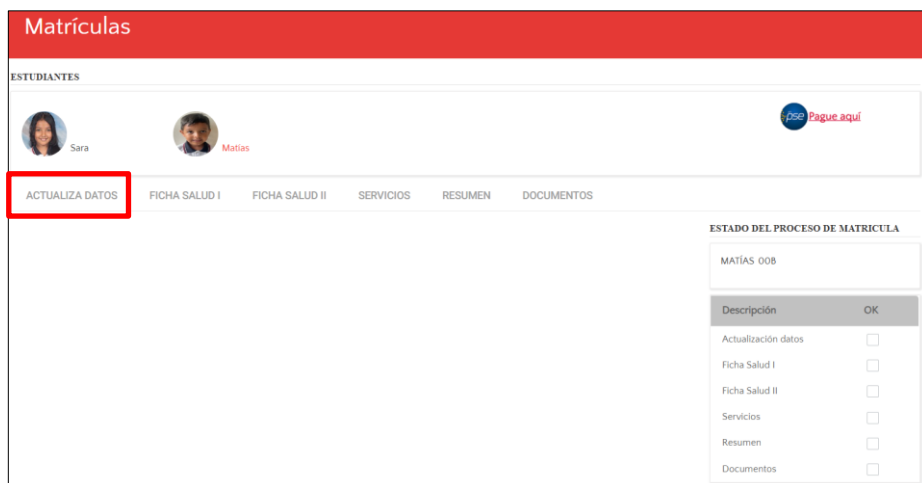 Matrículas
ESTUDIANTES
Sara
Matías
pse Pague aquí
ACTUALIZA DATOS FICHA SALUD I FICHA SALUD II SERVICIOS RESUMEN DOCUMENTOS
ESTADO DEL PROCESO DE MATRICULA
MATÍAS 00B
Descripción OK
Actualización datos
Ficha Salud I
Ficha Salud II
Servicios
Resumen
Documentos